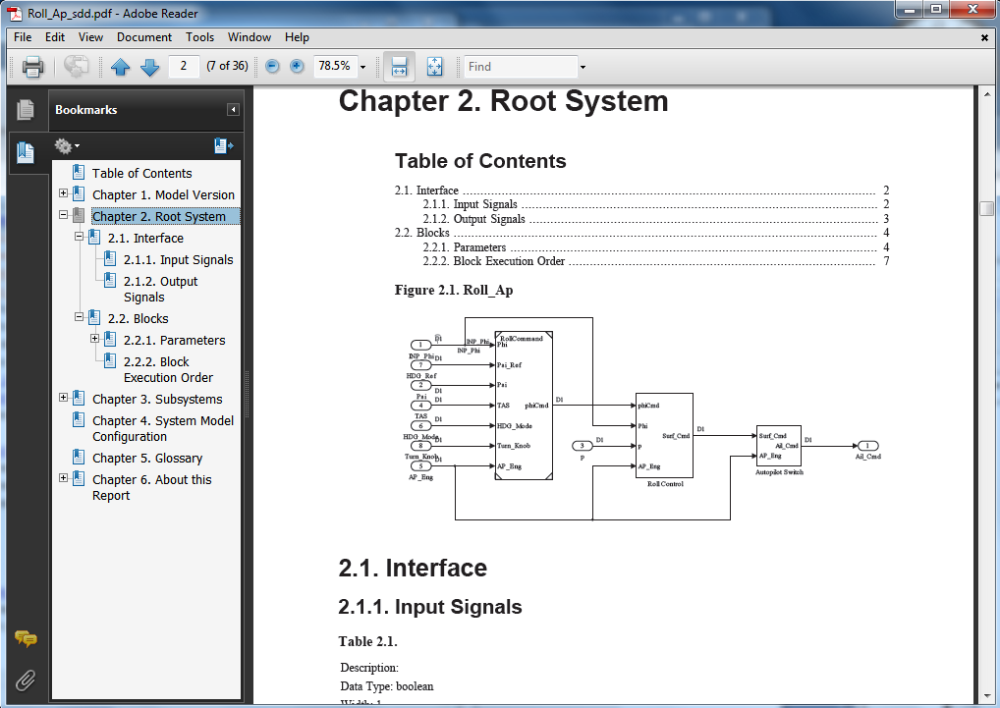 Roll_Ap_sdd.pdf - Adobe Reader
File Edit View Document Tools Window Help
2 (7 of 36) 78.5% Find
Bookmarks
Table of Contents
Chapter 1. Model Version
Chapter 2. Root System
2.1. Interface
2.1.1. Input Signals
2.1.2. Output
Signals
2.2. Blocks
2.2.1. Parameters
2.2.2. Block
Execution Order
Chapter 3. Subsystems
Chapter 4. System Model
Configuration
Chapter 5. Glossary
Chapter 6. About this
Report
Chapter 2. Root System
Table of Contents
2.1. Interface ........ 2
2.1.1. Input Signals ........ 2
2.1.2. Output Signals ........ 3
2.2. Blocks ........ 4
2.2.1. Parameters ........ 4
2.2.2. Block Execution Order ........ 7
Figure 2.1. Roll_Ap
1
INP_Phi
D1
INP_Phi
INP_Phi
7
HDG_Ref
D1
2
Psi
D1
4
TAS
D1
6
HDG_Mode
D1
8
Turn_Knob
D1
5
AP_Eng
D1
RollCommand
Phi
Psi_Ref
Psi
TAS
HDG_Mode
Turn_Knob
AP_Eng
phiCmd
D1
3
p
D1
phiCmd
Phi
p
AP_Eng
Surf_Cmd
Roll Control
D1
Surf_Cmd
Ail_Cmd
AP_Eng
Autopilot Switch
D1
1
Ail_Cmd
2.1. Interface
2.1.1. Input Signals
Table 2.1.
Description:
Data Type: boolean
Width: 1